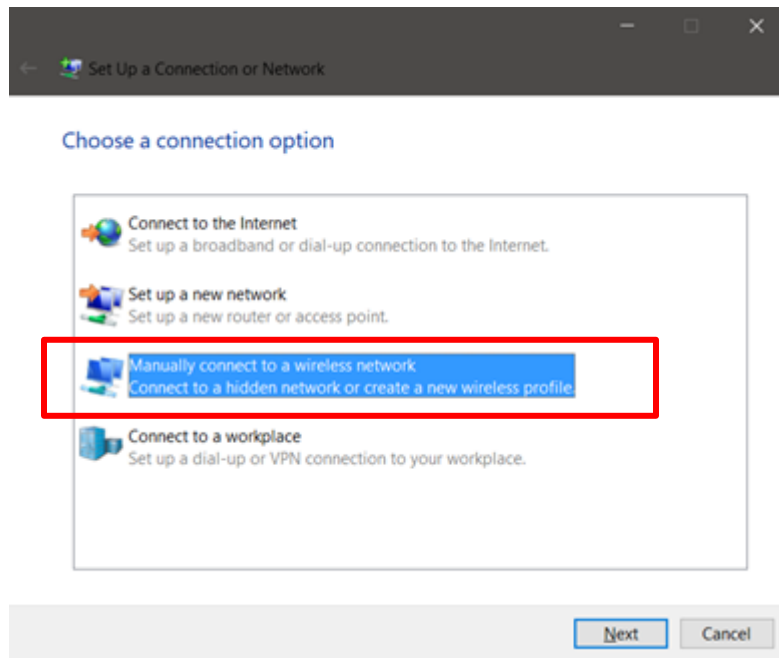 Set Up a Connection or Network
Choose a connection option
Connect to the Internet
Set up a broadband or dial-up connection to the Internet.
Set up a new network
Set up a new router or access point.
Manually connect to a wireless network
Connect to a hidden network or create a new wireless profile.
Connect to a workplace
Set up a dial-up or VPN connection to your workplace.
Next Cancel